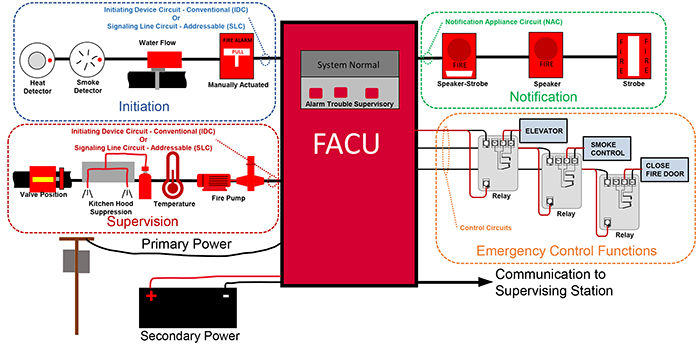 Initiating Device Circuit - Conventional (IDC)
Or
Signaling Line Circuit - Addressable (SLC)
Water Flow
FIRE ALARM
PULL
Heat
Detector
Smoke
Detector
Manually Actuated
Initiation
Initiating Device Circuit - Conventional (IDC)
Or
Signaling Line Circuit - Addressable (SLC)
Valve Position
Kitchen Hood
Suppression
Temperature
Fire Pump
Supervision
Primary Power
+
-
Secondary Power
System Normal
Alarm Trouble Supervisory
FACU
Notification Appliance Circuit (NAC)
FIRE
Speaker-Strobe
FIRE
Speaker
FIRE
FIRE
Strobe
Notification
ELEVATOR
SMOKE
CONTROL
CLOSE
FIRE DOOR
Relay
Relay
Relay
Control Circuits
Emergency Control Functions
Communication to
Supervising Station